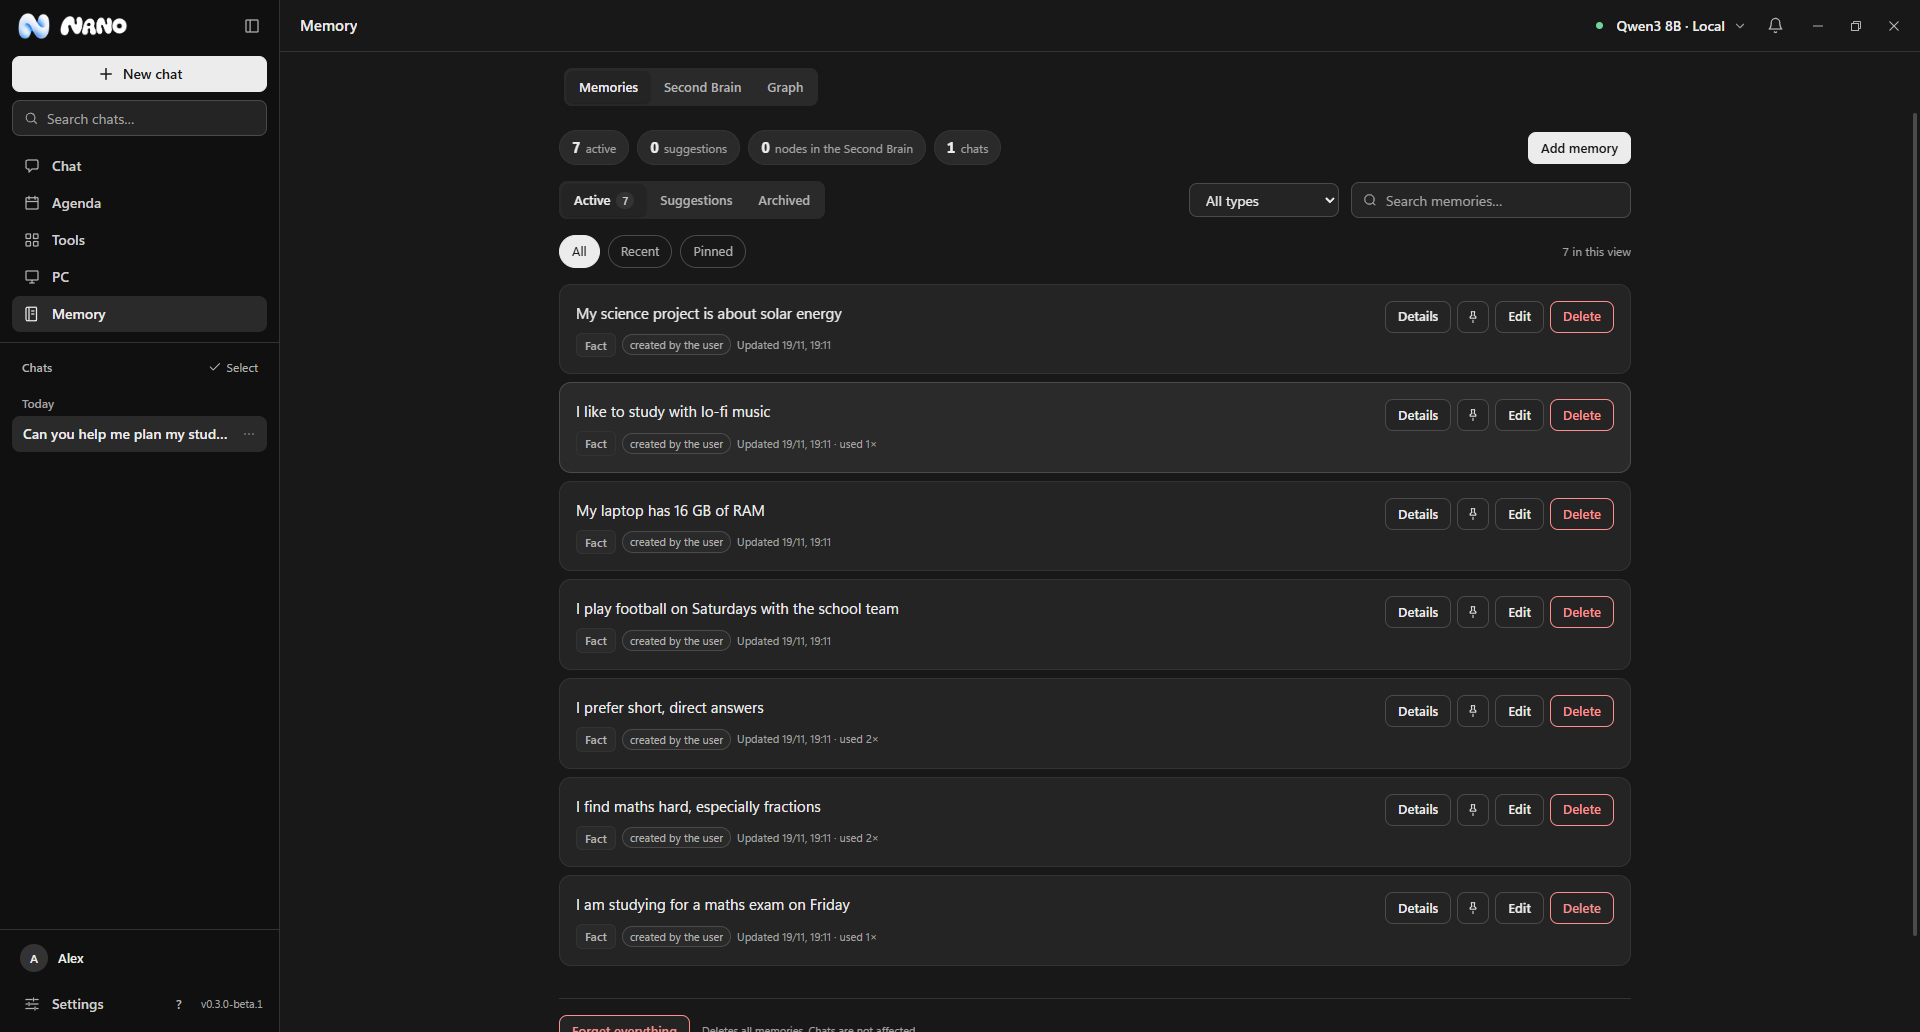 NANO
Memory
Qwen3 8B · Local
New chat
Search chats...
Chat
Agenda
Tools
PC
Memory
Chats
Select
Today
Can you help me plan my stud...
A
Alex
Settings
?
v0.3.0-beta.1
Memories
Second Brain
Graph
7 active
0 suggestions
0 nodes in the Second Brain
1 chats
Add memory
Active 7
Suggestions
Archived
All types
Search memories...
All
Recent
Pinned
7 in this view
My science project is about solar energy
Details
Edit
Delete
Fact
created by the user
Updated 19/11, 19:11
I like to study with lo-fi music
Details
Edit
Delete
Fact
created by the user
Updated 19/11, 19:11 · used 1×
My laptop has 16 GB of RAM
Details
Edit
Delete
Fact
created by the user
Updated 19/11, 19:11
I play football on Saturdays with the school team
Details
Edit
Delete
Fact
created by the user
Updated 19/11, 19:11
I prefer short, direct answers
Details
Edit
Delete
Fact
created by the user
Updated 19/11, 19:11 · used 2×
I find maths hard, especially fractions
Details
Edit
Delete
Fact
created by the user
Updated 19/11, 19:11 · used 2×
I am studying for a maths exam on Friday
Details
Edit
Delete
Fact
created by the user
Updated 19/11, 19:11 · used 1×
Forget everything
Deletes all memories. Chats are not affected.